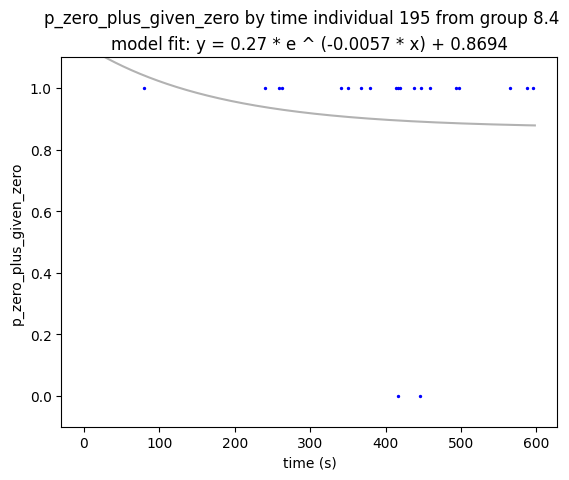 p_zero_plus_given_zero by time individual 195 from group 8.4
model fit: y = 0.27 * e ^ (-0.0057 * x) + 0.8694
p_zero_plus_given_zero
1.0
0.8
0.6
0.4
0.2
0.0
0 100 200 300 400 500 600
time (s)